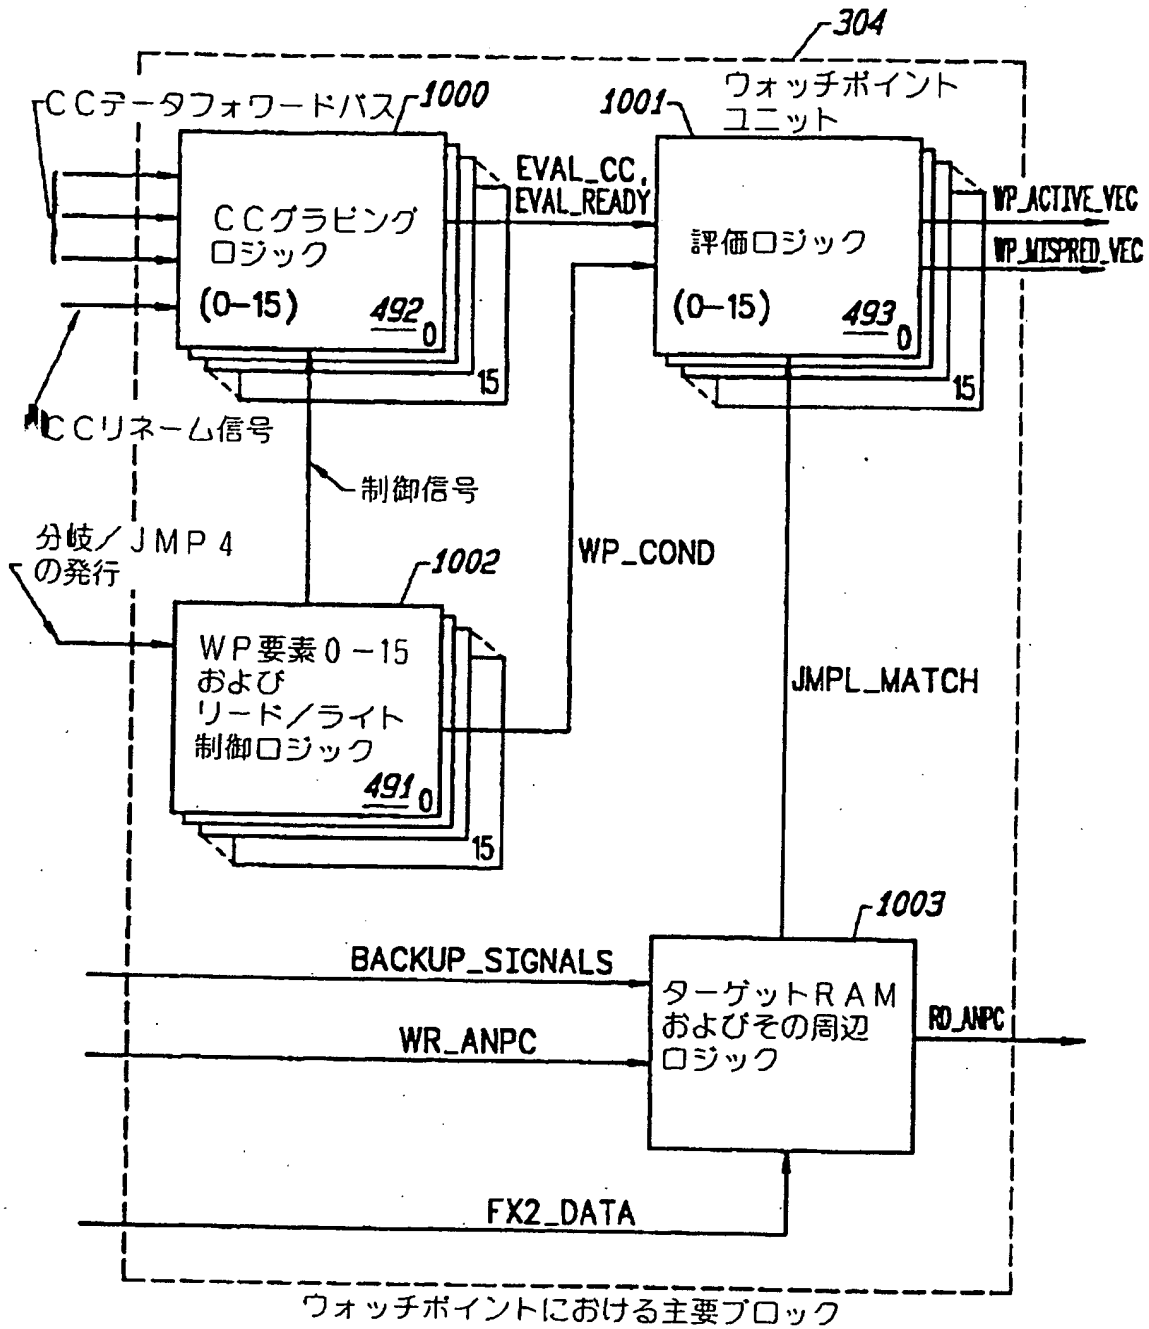 304
ウォッチポイント
ユニット
CCデータフォワードパス
1000
1001
EVAL_CC,
EVAL_READY
WP_ACTIVE_VEC
WP_MISPRED_VEC
CCグラビング
ロジック
(0-15)
492
0
15
評価ロジック
(0-15)
493
0
15
CCリネーム信号
制御信号
分岐/JMP4
の発行
1002
WP_COND
WP要素0-15
および
リード/ライト
制御ロジック
491
0
15
JMPL_MATCH
1003
BACKUP_SIGNALS
WR_ANPC
ターゲットRAM
およびその周辺
ロジック
RD_ANPC
FX2_DATA
ウォッチポイントにおける主要ブロック